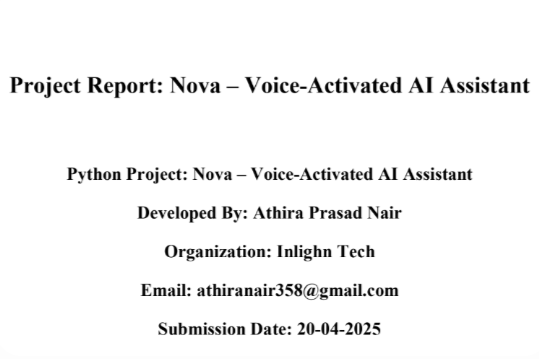 Project Report: Nova – Voice-Activated AI Assistant
Python Project: Nova – Voice-Activated AI Assistant
Developed By: Athira Prasad Nair
Organization: Inlighn Tech
Email: athiranair358@gmail.com
Submission Date: 20-04-2025